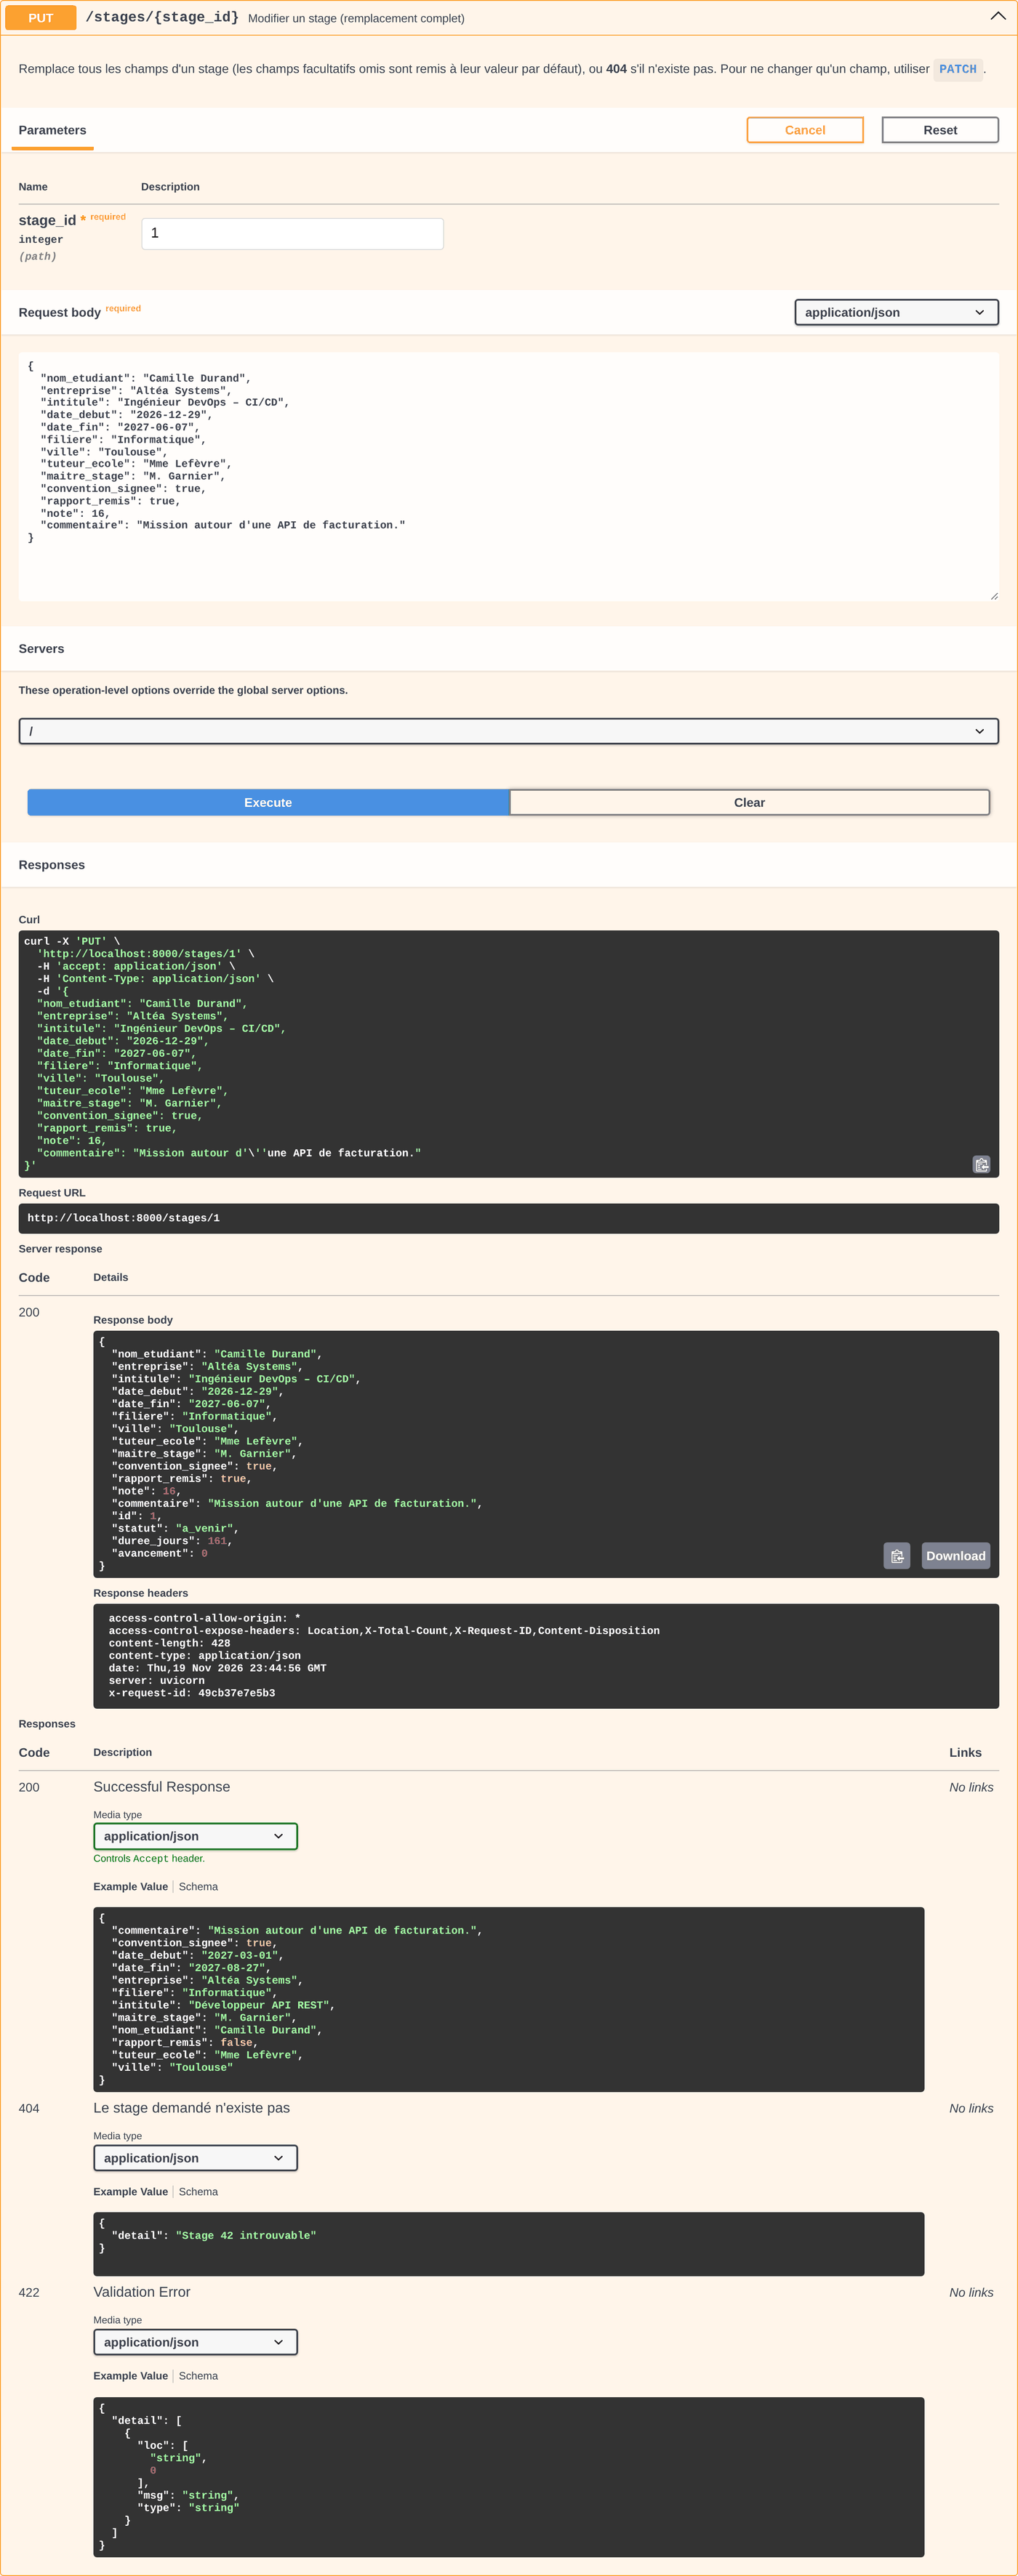 PUT /stages/{stage_id} Modifier un stage (remplacement complet)
Remplace tous les champs d'un stage (les champs facultatifs omis sont remis à leur valeur par défaut), ou 404 s'il n'existe pas. Pour ne changer qu'un champ, utiliser PATCH .
Parameters
Cancel
Reset
Name Description
stage_id * required
integer
(path)
1
Request body required
application/json
{
  "nom_etudiant": "Camille Durand",
  "entreprise": "Altéa Systems",
  "intitule": "Ingénieur DevOps – CI/CD",
  "date_debut": "2026-12-29",
  "date_fin": "2027-06-07",
  "filiere": "Informatique",
  "ville": "Toulouse",
  "tuteur_ecole": "Mme Lefèvre",
  "maitre_stage": "M. Garnier",
  "convention_signee": true,
  "rapport_remis": true,
  "note": 16,
  "commentaire": "Mission autour d'une API de facturation."
}
Servers
These operation-level options override the global server options.
/
Execute
Clear
Responses
Curl
curl -X 'PUT' \
  'http://localhost:8000/stages/1' \
  -H 'accept: application/json' \
  -H 'Content-Type: application/json' \
  -d '{
  "nom_etudiant": "Camille Durand",
  "entreprise": "Altéa Systems",
  "intitule": "Ingénieur DevOps – CI/CD",
  "date_debut": "2026-12-29",
  "date_fin": "2027-06-07",
  "filiere": "Informatique",
  "ville": "Toulouse",
  "tuteur_ecole": "Mme Lefèvre",
  "maitre_stage": "M. Garnier",
  "convention_signee": true,
  "rapport_remis": true,
  "note": 16,
  "commentaire": "Mission autour d'\''une API de facturation."
}'
Request URL
http://localhost:8000/stages/1
Server response
Code Details
200
Response body
{
  "nom_etudiant": "Camille Durand",
  "entreprise": "Altéa Systems",
  "intitule": "Ingénieur DevOps – CI/CD",
  "date_debut": "2026-12-29",
  "date_fin": "2027-06-07",
  "filiere": "Informatique",
  "ville": "Toulouse",
  "tuteur_ecole": "Mme Lefèvre",
  "maitre_stage": "M. Garnier",
  "convention_signee": true,
  "rapport_remis": true,
  "note": 16,
  "commentaire": "Mission autour d'une API de facturation.",
  "id": 1,
  "statut": "a_venir",
  "duree_jours": 161,
  "avancement": 0
}
Download
Response headers
access-control-allow-origin: *
access-control-expose-headers: Location,X-Total-Count,X-Request-ID,Content-Disposition
content-length: 428
content-type: application/json
date: Thu,19 Nov 2026 23:44:56 GMT
server: uvicorn
x-request-id: 49cb37e7e5b3
Responses
Code Description Links
200 Successful Response No links
Media type
application/json
Controls Accept header.
Example Value Schema
{
  "commentaire": "Mission autour d'une API de facturation.",
  "convention_signee": true,
  "date_debut": "2027-03-01",
  "date_fin": "2027-08-27",
  "entreprise": "Altéa Systems",
  "filiere": "Informatique",
  "intitule": "Développeur API REST",
  "maitre_stage": "M. Garnier",
  "nom_etudiant": "Camille Durand",
  "rapport_remis": false,
  "tuteur_ecole": "Mme Lefèvre",
  "ville": "Toulouse"
}
404 Le stage demandé n'existe pas No links
Media type
application/json
Example Value Schema
{
  "detail": "Stage 42 introuvable"
}
422 Validation Error No links
Media type
application/json
Example Value Schema
{
  "detail": [
    {
      "loc": [
        "string",
        0
      ],
      "msg": "string",
      "type": "string"
    }
  ]
}